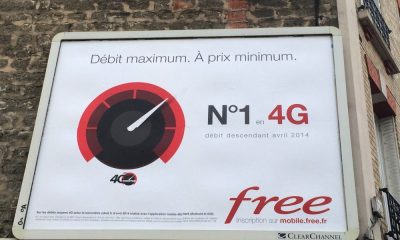 Débit maximum. À prix minimum.
N°1 en 4G
débit descendant avril 2014
4G
free
Inscription sur mobile.free.fr
CLEARCHANNEL